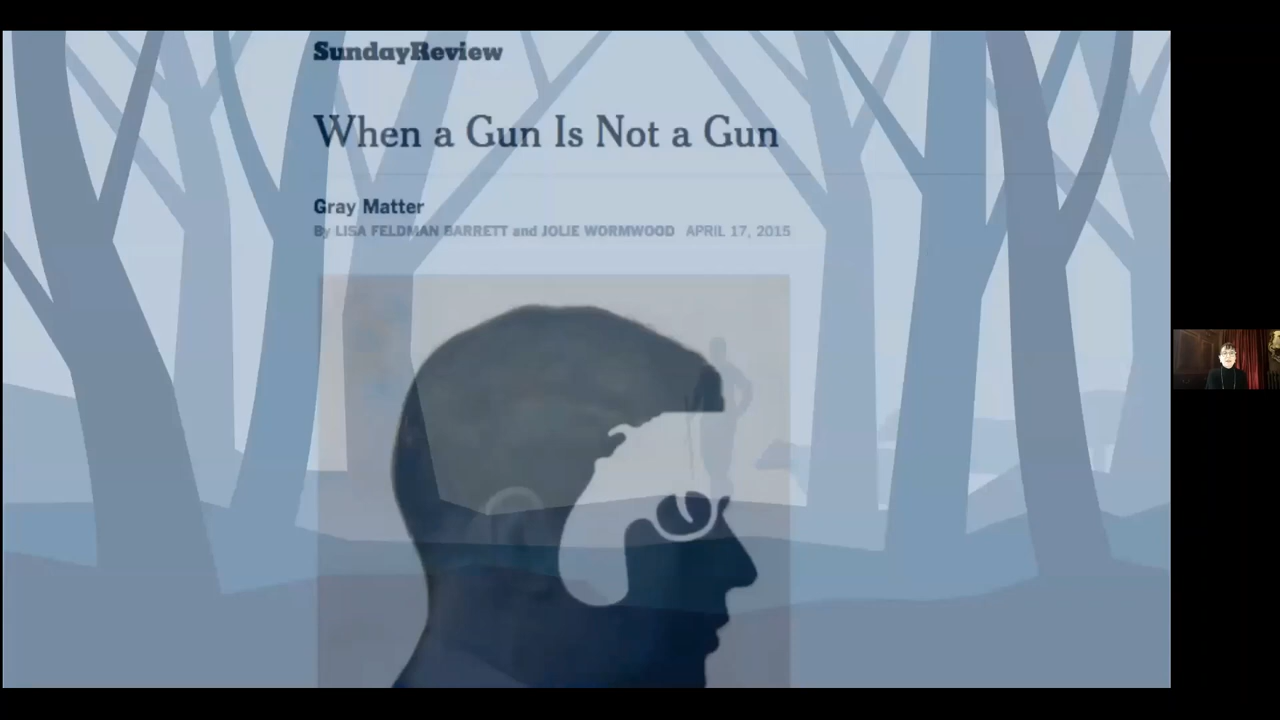 SundayReview
When a Gun Is Not a Gun
Gray Matter
By LISA FELDMAN BARRETT and JOLIE WORMWOOD APRIL 17, 2015